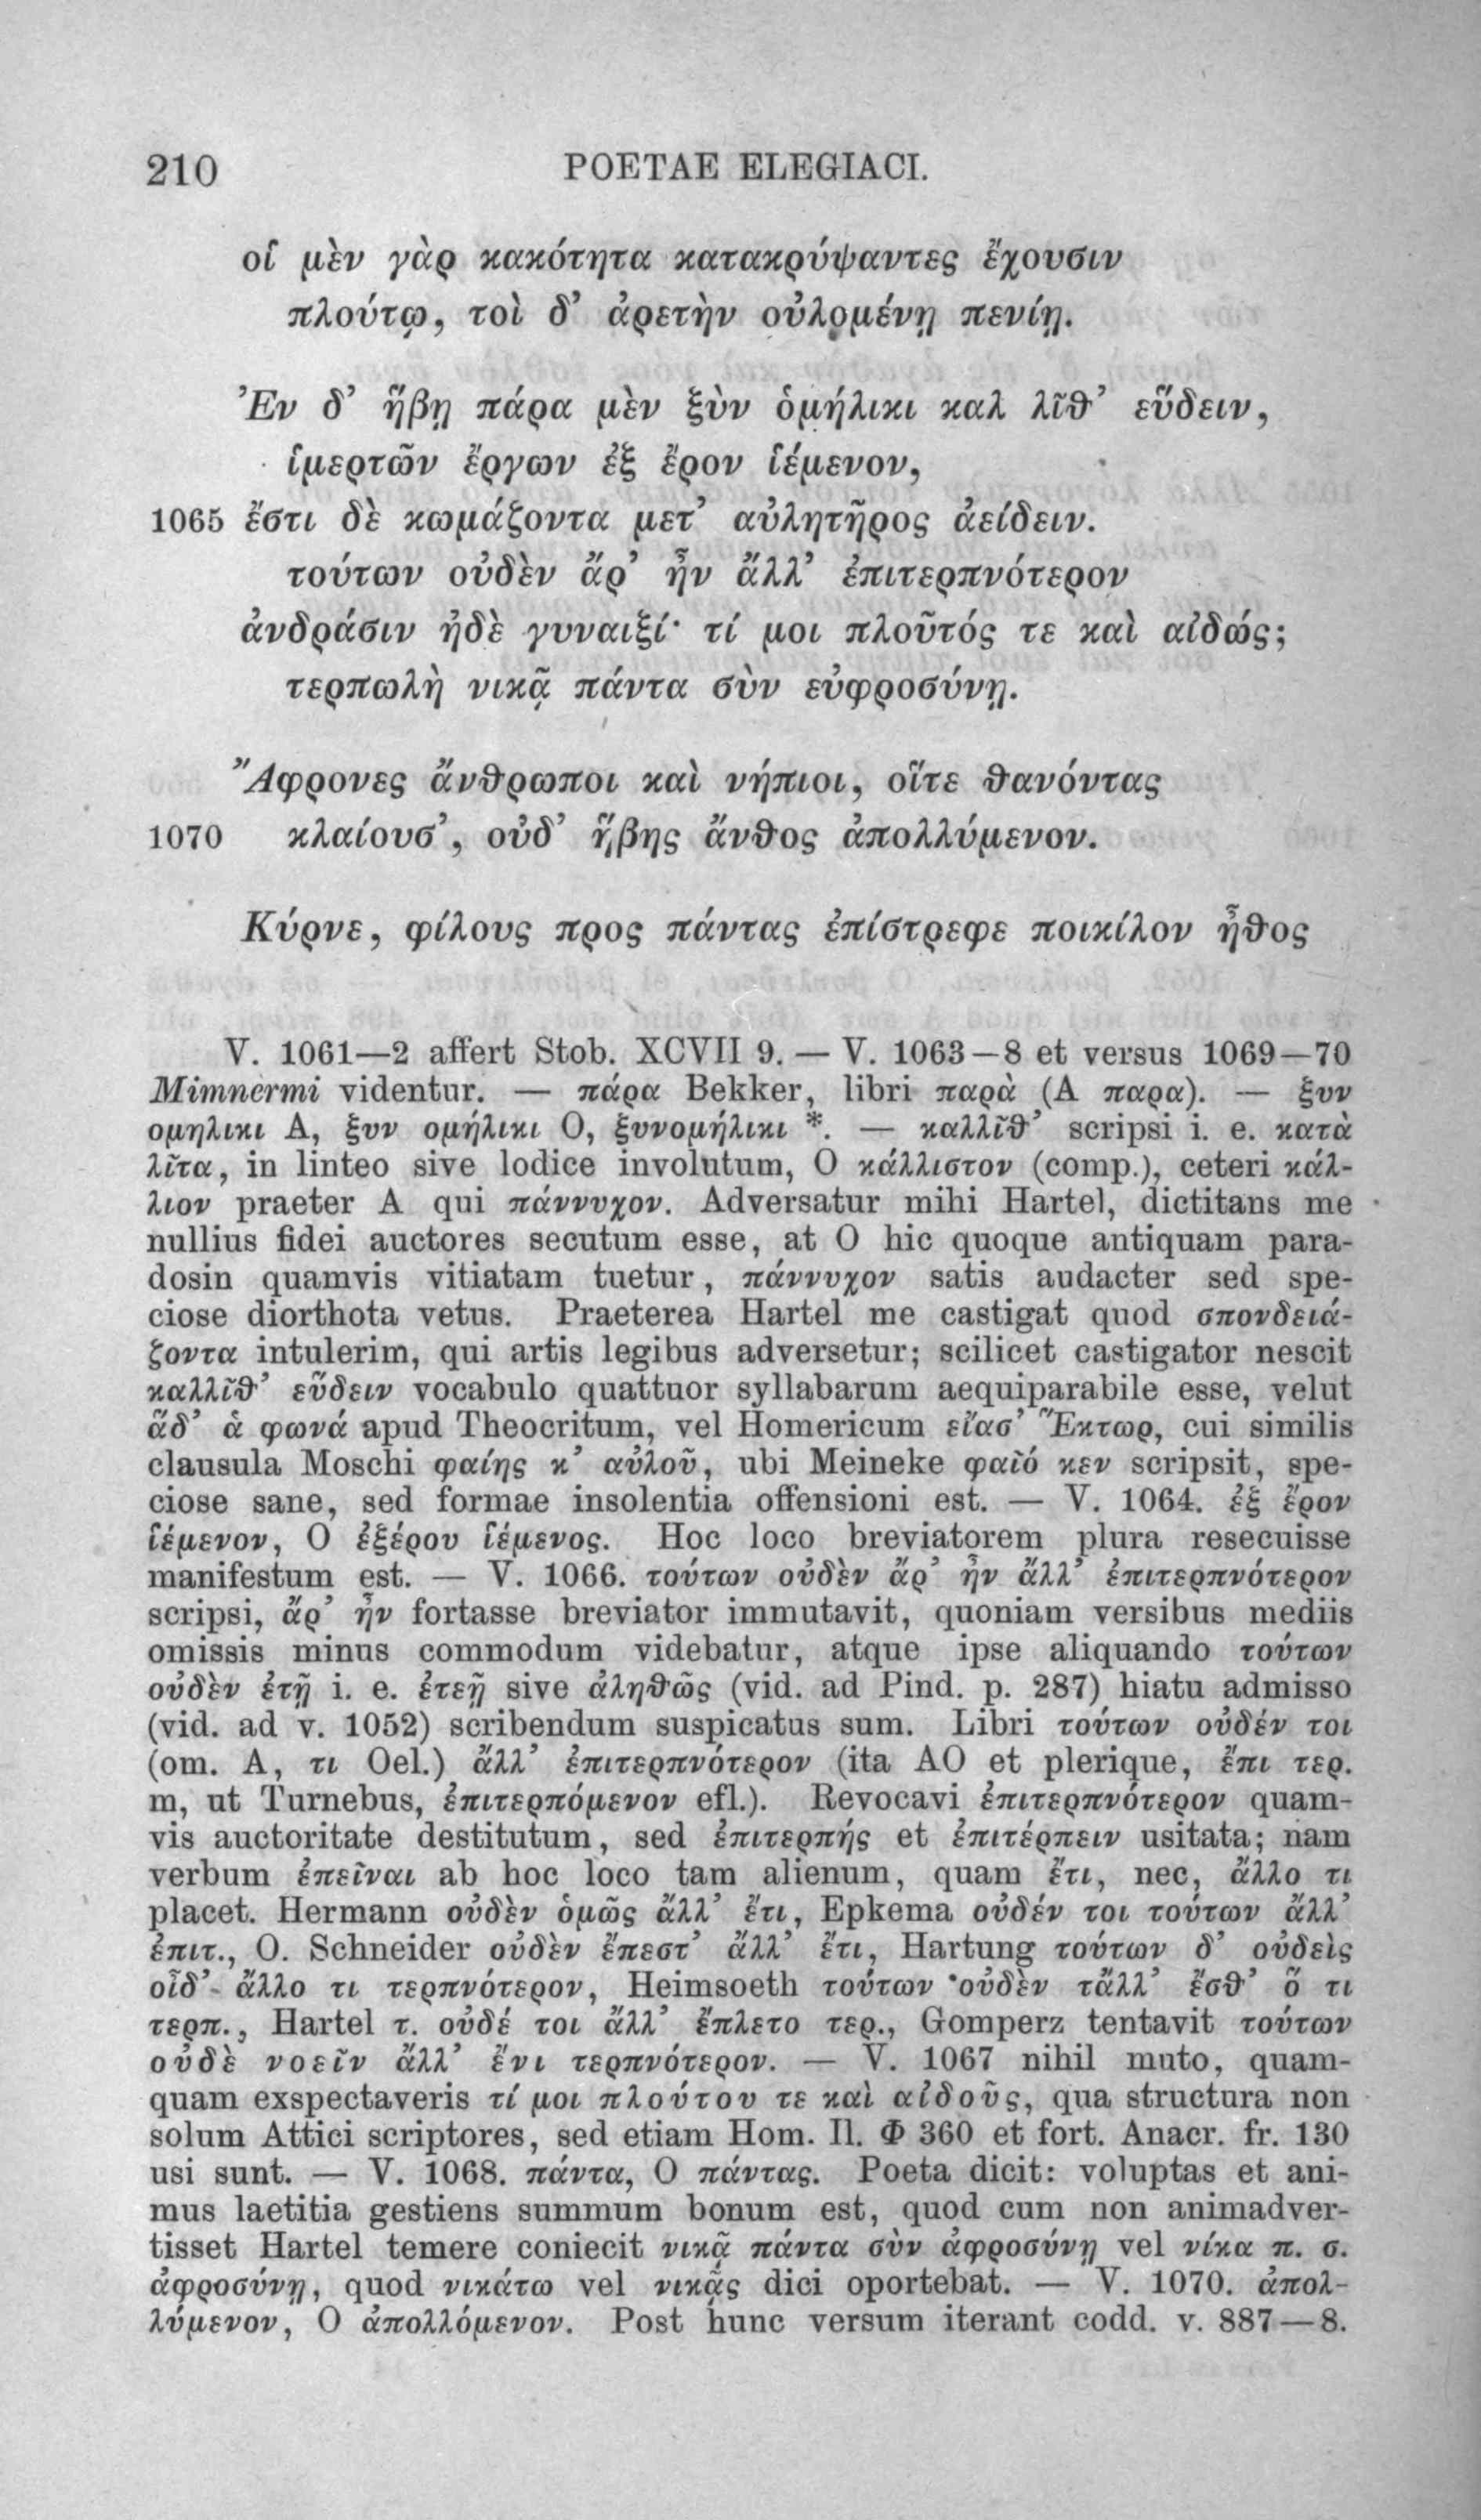 210 POETAE ELEGIACI.
οἱ μὲν γὰρ κακότητα κατακρύψαντες ἔχουσιν
πλούτῳ, τοὶ δ’ ἀρετὴν οὐλομένῃ πενίῃ.
Ἐν δ’ ἥβῃ πάρα μὲν ξὺν ὁμήλικι καλ λῖθ’ εὕδειν,
ἱμερτῶν ἔργων ἐξ ἔρον ἱέμενον,
1065 ἔστι δὲ κωμάζοντα μετ’ αὐλητῆρος ἀείδειν.
τούτων οὐδὲν ἄρ’ ἦν ἄλλ’ ἐπιτερπνότερον
ἀνδράσιν ἠδὲ γυναιξί· τί μοι πλοῦτός τε καὶ αἰδώς;
τερπωλὴ νικᾷ πάντα σὺν εὐφροσύνῃ.
Ἄφρονες ἄνθρωποι καὶ νήπιοι, οἵτε θανόντας
1070 κλαίουσ’, οὐδ’ ἥβης ἄνθος ἀπολλύμενον.
Κύρνε, φίλους προς πάντας ἐπίστρεφε ποικίλον ἦθος
V. 1061—2 affert Stob. XCVII 9. — V. 1063—8 et versus 1069—70
Mimnermi videntur. — πάρα Bekker, libri παρὰ (A παρα). — ξυν
ομηλικι A, ξυν ομήλικι O, ξυνομήλικι *. — καλλῖθ’ scripsi i. e. κατὰ
λῖτα, in linteo sive lodice involutum, O κάλλιστον (comp.), ceteri κάλ-
λιον praeter A qui πάννυχον. Adversatur mihi Hartel, dictitans me
nullius fidei auctores secutum esse, at O hic quoque antiquam para-
dosin quamvis vitiatam tuetur, πάννυχον satis audacter sed spe-
ciose diorthota vetus. Praeterea Hartel me castigat quod σπονδειά-
ζοντα intulerim, qui artis legibus adversetur; scilicet castigator nescit
καλλῖθ’ εὕδειν vocabulo quattuor syllabarum aequiparabile esse, velut
ἅδ’ ἁ φωνά apud Theocritum, vel Homericum εἴασ’ Ἕκτωρ, cui similis
clausula Moschi φαίης κ’ αὐλοῦ, ubi Meineke φαῖό κεν scripsit, spe-
ciose sane, sed formae insolentia offensioni est. — V. 1064. ἐξ ἔρον
ἱέμενον, O ἐξέρου ἱέμενος. Hoc loco breviatorem plura resecuisse
manifestum est. — V. 1066. τούτων οὐδὲν ἄρ’ ἦν ἄλλ’ ἐπιτερπνότερον
scripsi, ἄρ’ ἦν fortasse breviator immutavit, quoniam versibus mediis
omissis minus commodum videbatur, atque ipse aliquando τούτων
οὐδὲν ἐτῇ i. e. ἐτεῇ sive ἀληθῶς (vid. ad Pind. p. 287) hiatu admisso
(vid. ad v. 1052) scribendum suspicatus sum. Libri τούτων οὐδέν τοι
(om. A, τι Oel.) ἄλλ’ ἐπιτερπνότερον (ita AO et plerique, ἔπι τερ.
m, ut Turnebus, ἐπιτερπόμενον efl.). Revocavi ἐπιτερπνότερον quam-
vis auctoritate destitutum, sed ἐπιτερπής et ἐπιτέρπειν usitata; nam
verbum ἐπεῖναι ab hoc loco tam alienum, quam ἔτι, nec, ἄλλο τι
placet. Hermann οὐδὲν ὁμῶς ἄλλ’ ἔτι, Epkema οὐδέν τοι τούτων ἄλλ’
ἐπιτ., O. Schneider οὐδὲν ἔπεστ’ ἄλλ’ ἔτι, Hartung τούτων δ’ οὐδεὶς
οἶδ’ ἄλλο τι τερπνότερον, Heimsoeth τούτων οὐδὲν τἄλλ’ ἔσθ’ ὅ τι
τερπ., Hartel τ. οὐδέ τοι ἄλλ’ ἔπλετο τερ., Gomperz tentavit τούτων
οὐδὲ νοεῖν ἄλλ’ ἔνι τερπνότερον. — V. 1067 nihil muto, quam-
quam exspectaveris τί μοι πλούτου τε καὶ αἰδοῦς, qua structura non
solum Attici scriptores, sed etiam Hom. Il. Φ 360 et fort. Anacr. fr. 130
usi sunt. — V. 1068. πάντα, O πάντας. Poeta dicit: voluptas et ani-
mus laetitia gestiens summum bonum est, quod cum non animadver-
tisset Hartel temere coniecit νικᾷ πάντα σὺν ἀφροσύνῃ vel νίκα π. σ.
ἀφροσύνῃ, quod νικάτω vel νικᾷς dici oportebat. — V. 1070. ἀπολ-
λύμενον, O ἀπολλόμενον. Post hunc versum iterant codd. v. 887—8.